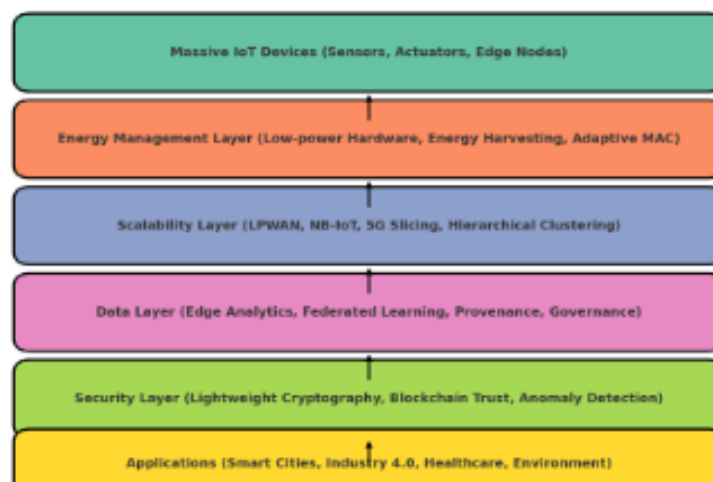 Massive IoT Devices (Sensors, Actuators, Edge Nodes)
Energy Management Layer (Low-power Hardware, Energy Harvesting, Adaptive MAC)
Scalability Layer (LPWAN, NB-IoT, 5G Slicing, Hierarchical Clustering)
Data Layer (Edge Analytics, Federated Learning, Provenance, Governance)
Security Layer (Lightweight Cryptography, Blockchain Trust, Anomaly Detection)
Applications (Smart Cities, Industry 4.0, Healthcare, Environment)